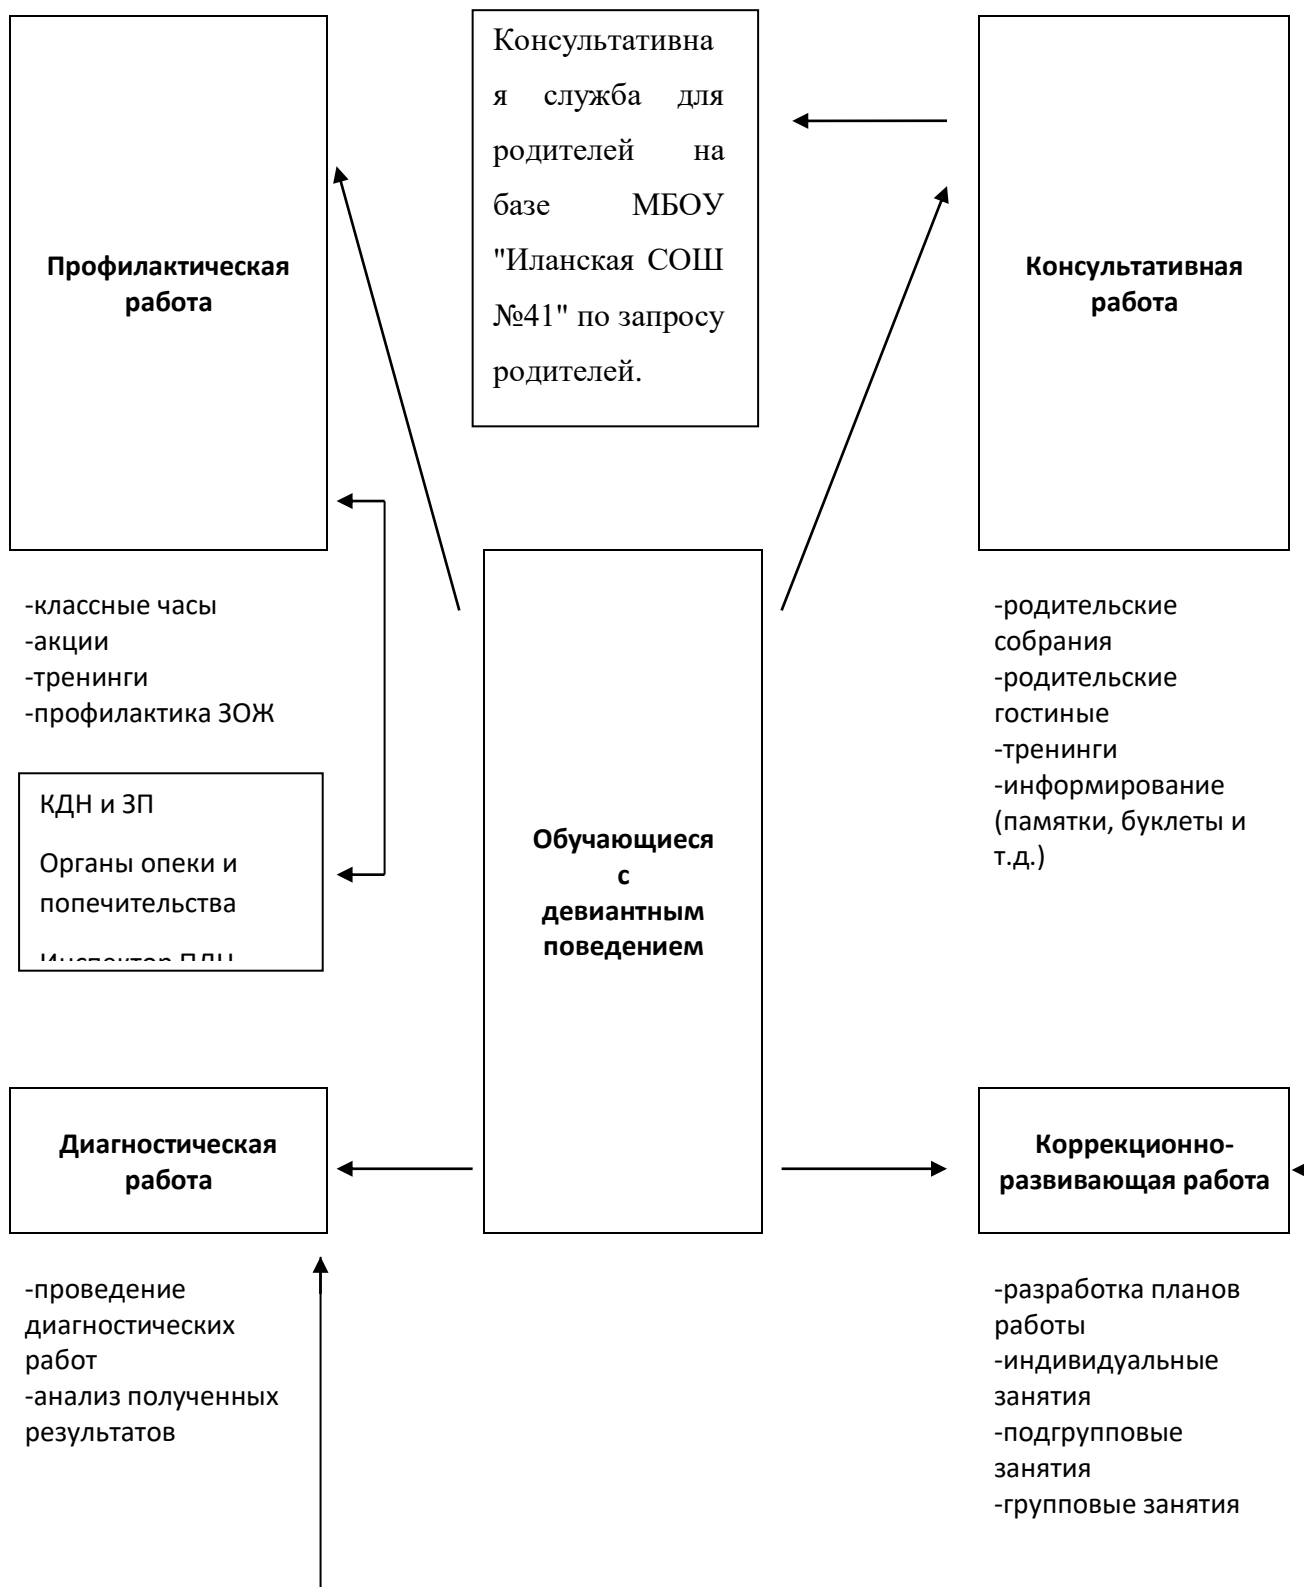 Консультативна
я служба для
родителей на
базе МБОУ
"Иланская СОШ
№41" по запросу
родителей.
Профилактическая
работа
Консультативная
работа
-классные часы
-акции
-тренинги
-профилактика ЗОЖ
-родительские
собрания
-родительские
гостиные
-тренинги
-информирование
(памятки, буклеты и
т.д.)
КДН и ЗП
Органы опеки и
попечительства
Инспектор ПДН
Обучающиеся
с
девиантным
поведением
Диагностическая
работа
Коррекционно-
развивающая работа
-проведение
диагностических
работ
-анализ полученных
результатов
-разработка планов
работы
-индивидуальные
занятия
-подгрупповые
занятия
-групповые занятия